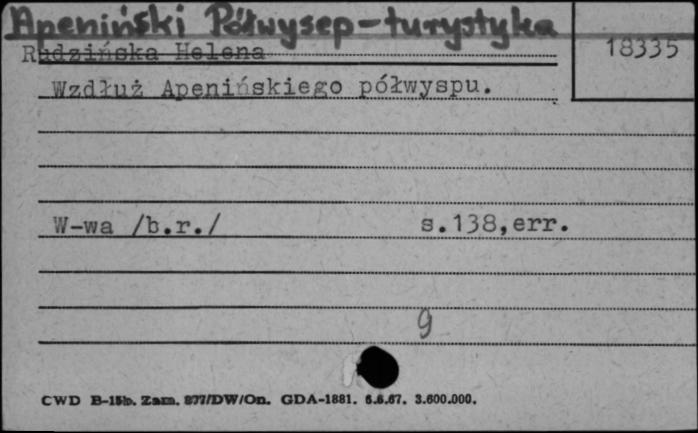 Apeniński Półwysep-turystyka
18335
Rudzińska Helena
Wzdłuż Apenińskiego półwyspu.
W-wa /b.r./ s.138,err.
9
CWD B-15b. Zam. 877/DW/On. GDA-1881. 6.6.67. 3.600.000.